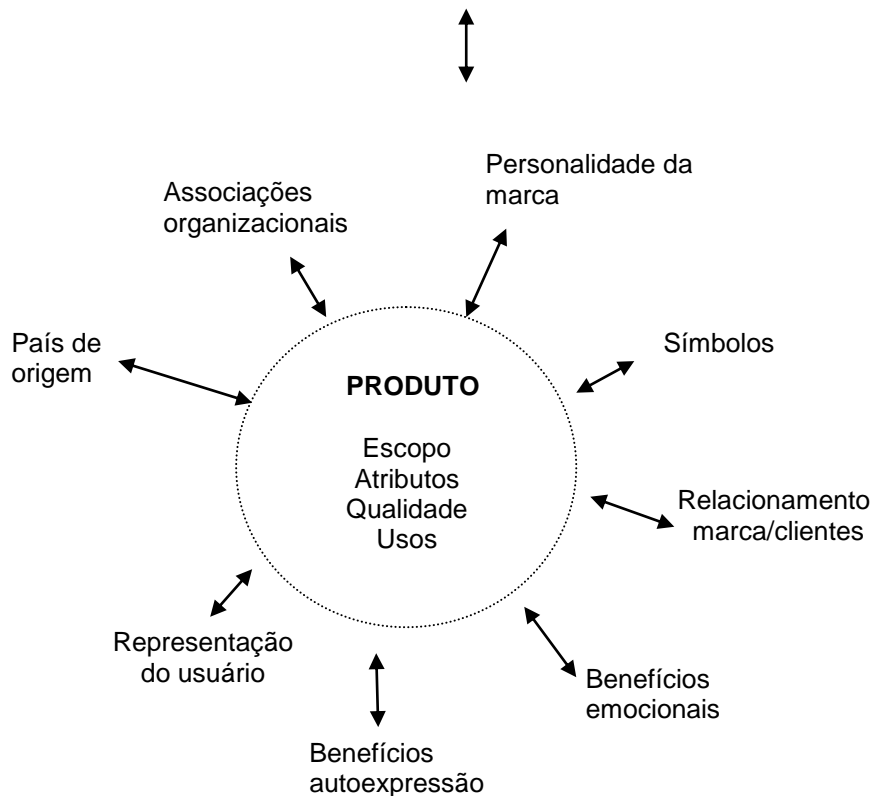 Personalidade da
marca
Associações
organizacionais
País de
origem
Símbolos
PRODUTO
Escopo
Atributos
Qualidade
Usos
Relacionamento
marca/clientes
Representação
do usuário
Benefícios
emocionais
Benefícios
autoexpressão